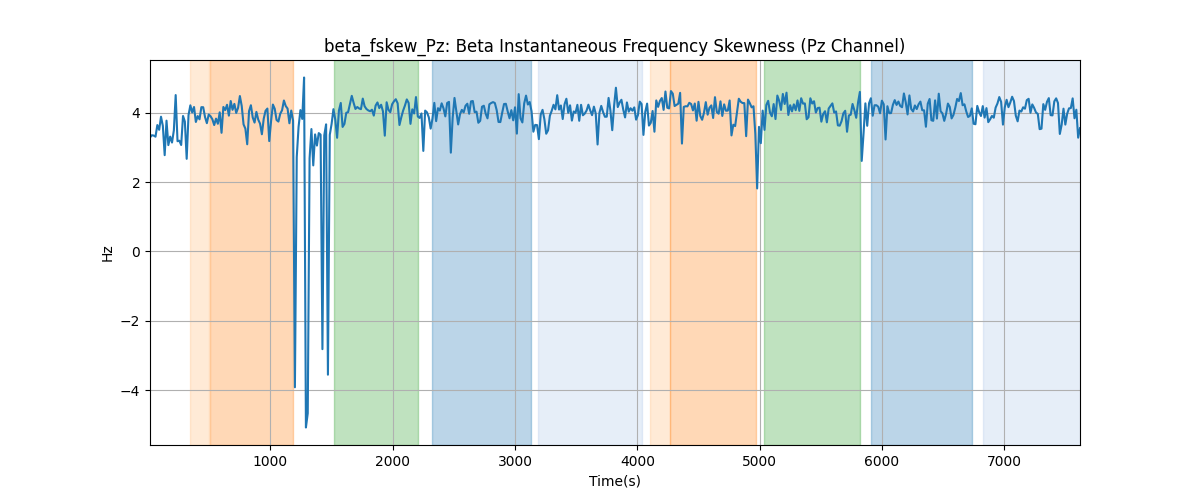 beta_fskew_Pz: Beta Instantaneous Frequency Skewness (Pz Channel)
4
2
0
−2
−4
Hz
1000 2000 3000 4000 5000 6000 7000
Time(s)